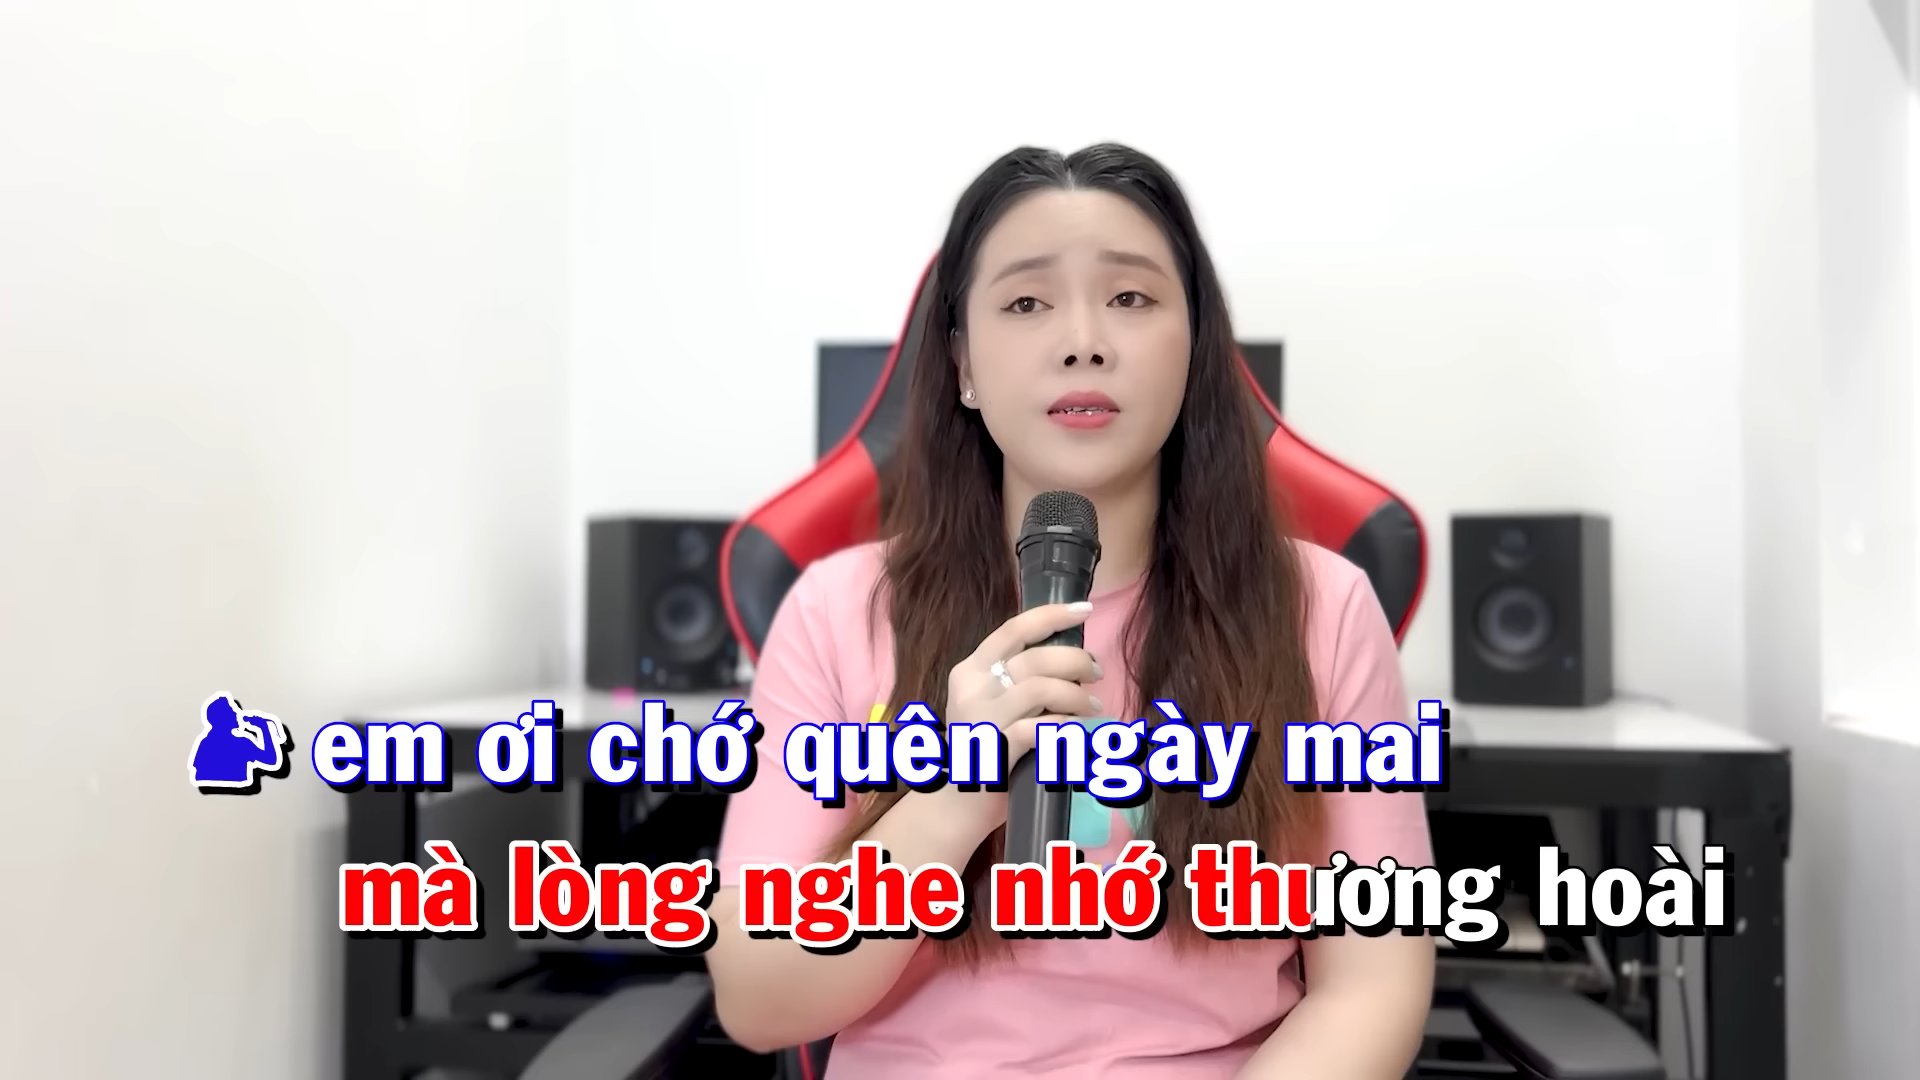 em ơi chớ quên ngày mai
mà lòng nghe nhớ thương hoài